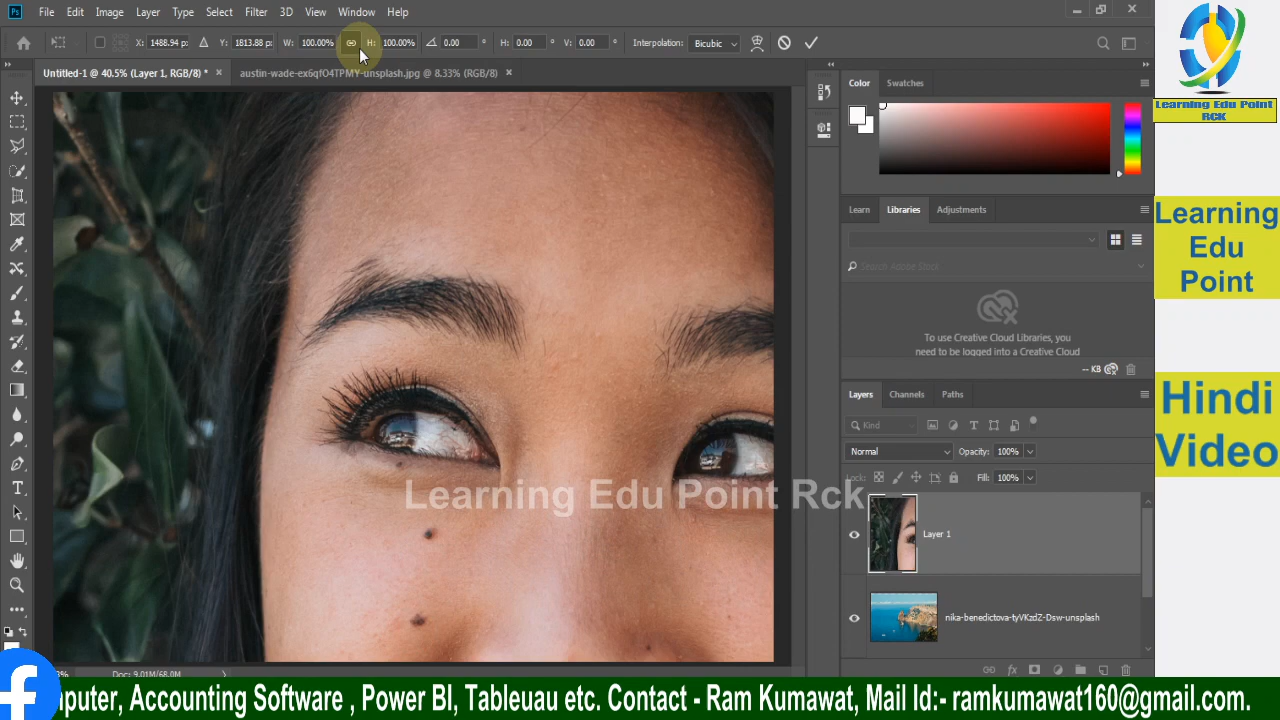 Ps File Edit Image Layer Type Select Filter 3D View Window Help
X: 1488.94 p: Y: 1813.88 p: W: 100.00% H: 100.00% 0.00 ° H: 0.00 ° V: 0.00 ° Interpolation: Bicubic
Untitled-1 @ 40.5% (Layer 1, RGB/8) * × austin-wade-ex6qfO4TPMY-unsplash.jpg @ 8.33% (RGB/8) ×
Color Swatches
Learn Libraries Adjustments
Search Adobe Stock
To use Creative Cloud Libraries, you
need to be logged into a Creative Cloud
-- KB
Layers Channels Paths
Kind
Normal Opacity: 100%
Lock: Fill: 100%
Layer 1
nika-benedictova-tyVKzdZ-Dsw-unsplash
Doc: 9.01M/68.0M
Learning Edu Point Rck
Learning Edu Point
RCK
Learning
Edu
Point
Hindi
Video
mputer, Accounting Software , Power BI, Tableuau etc. Contact - Ram Kumawat, Mail Id:- ramkumawat160@gmail.com.